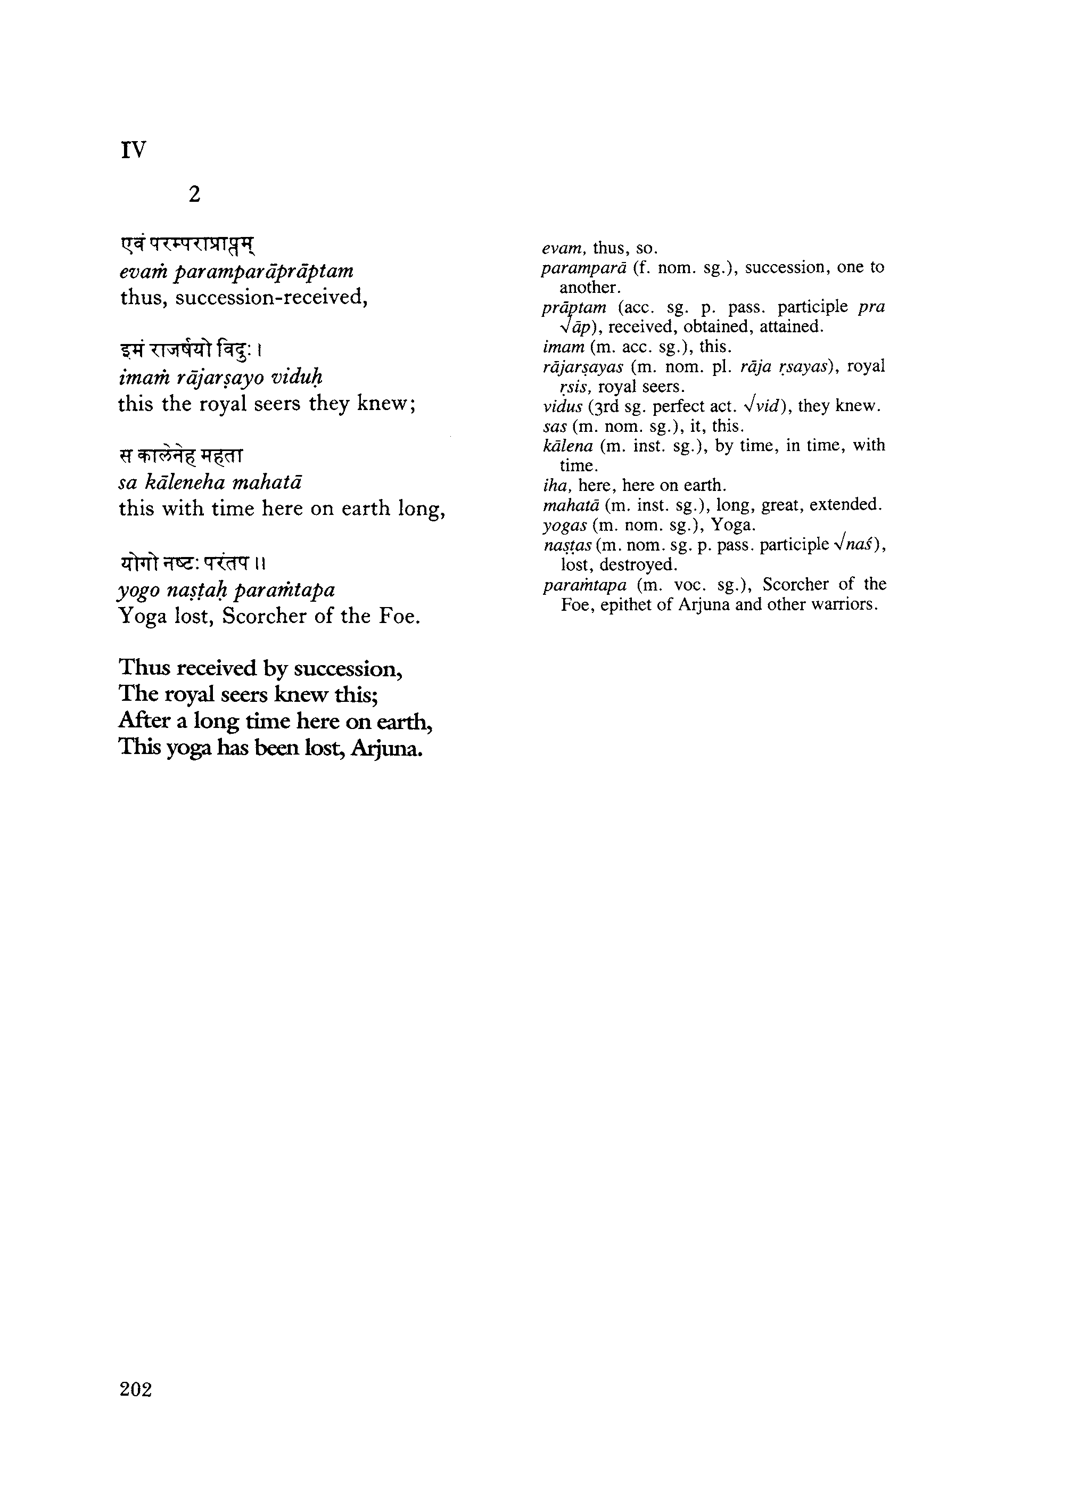 IV
2
एवं परम्पराप्राप्तम्
evaṁ paramparāprāptam
thus, succession-received,
इमं राजर्षयो विदुः ।
imaṁ rājarṣayo viduḥ
this the royal seers they knew;
स कालेनेह महता
sa kāleneha mahatā
this with time here on earth long,
योगो नष्टः परंतप ॥
yogo naṣṭaḥ paraṁtapa
Yoga lost, Scorcher of the Foe.
Thus received by succession,
The royal seers knew this;
After a long time here on earth,
This yoga has been lost, Arjuna.
evam, thus, so.
paramparā (f. nom. sg.), succession, one to
another.
prāptam (acc. sg. p. pass. participle pra
√āp), received, obtained, attained.
imam (m. acc. sg.), this.
rājarṣayas (m. nom. pl. rāja ṛsayas), royal
ṛsis, royal seers.
vidus (3rd sg. perfect act. √vid), they knew.
sas (m. nom. sg.), it, this.
kālena (m. inst. sg.), by time, in time, with
time.
iha, here, here on earth.
mahatā (m. inst. sg.), long, great, extended.
yogas (m. nom. sg.), Yoga.
naṣṭas (m. nom. sg. p. pass. participle √naś),
lost, destroyed.
paraṁtapa (m. voc. sg.), Scorcher of the
Foe, epithet of Arjuna and other warriors.
202